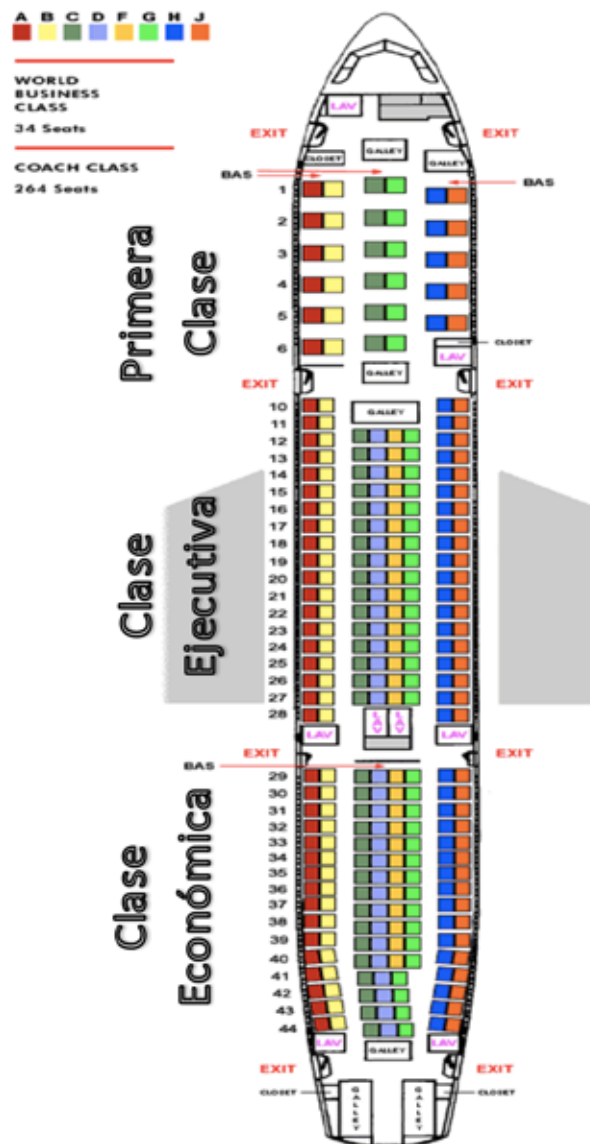 A B C D F G H J
WORLD
BUSINESS
CLASS
34 Seats
COACH CLASS
264 Seats
LAV
EXIT
EXIT
CLOSET
GALLEY
GALLEY
BAS
BAS
1
2
3
4
5
6
Primera
Clase
CLOSET
LAV
GALLEY
EXIT
EXIT
GALLEY
10
11
12
13
14
15
16
17
18
19
20
21
22
23
24
25
26
27
28
Clase
Ejecutiva
LAV
LAV
LAV
LAV
EXIT
EXIT
BAS
29
30
31
32
33
34
35
36
37
38
39
40
41
42
43
44
Clase
Económica
LAV
GALLEY
LAV
EXIT
EXIT
CLOSET
GALLEY
GALLEY
CLOSET